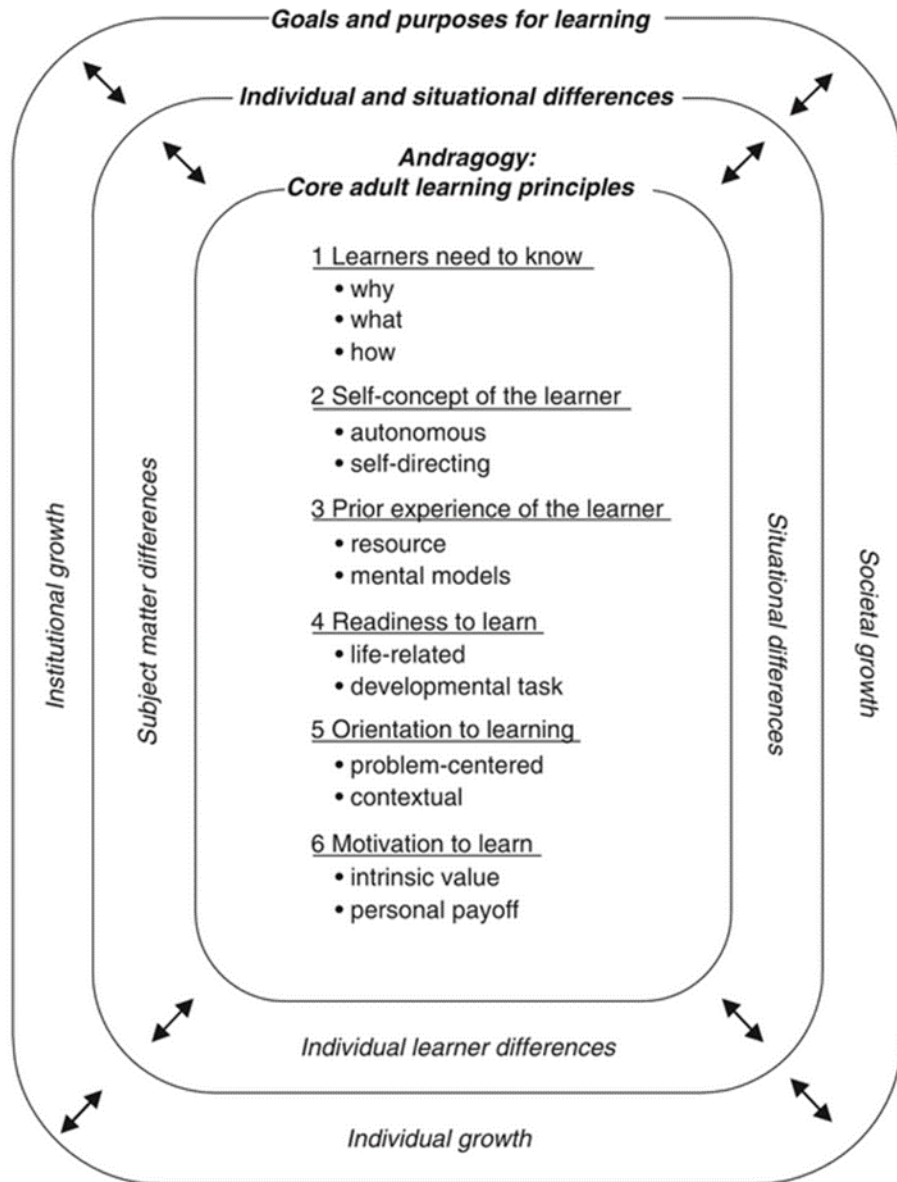 Goals and purposes for learning
Individual and situational differences
Andragogy:
Core adult learning principles
1 Learners need to know
• why
• what
• how
2 Self-concept of the learner
• autonomous
• self-directing
3 Prior experience of the learner
• resource
• mental models
4 Readiness to learn
• life-related
• developmental task
5 Orientation to learning
• problem-centered
• contextual
6 Motivation to learn
• intrinsic value
• personal payoff
Institutional growth
Subject matter differences
Situational differences
Societal growth
Individual learner differences
Individual growth